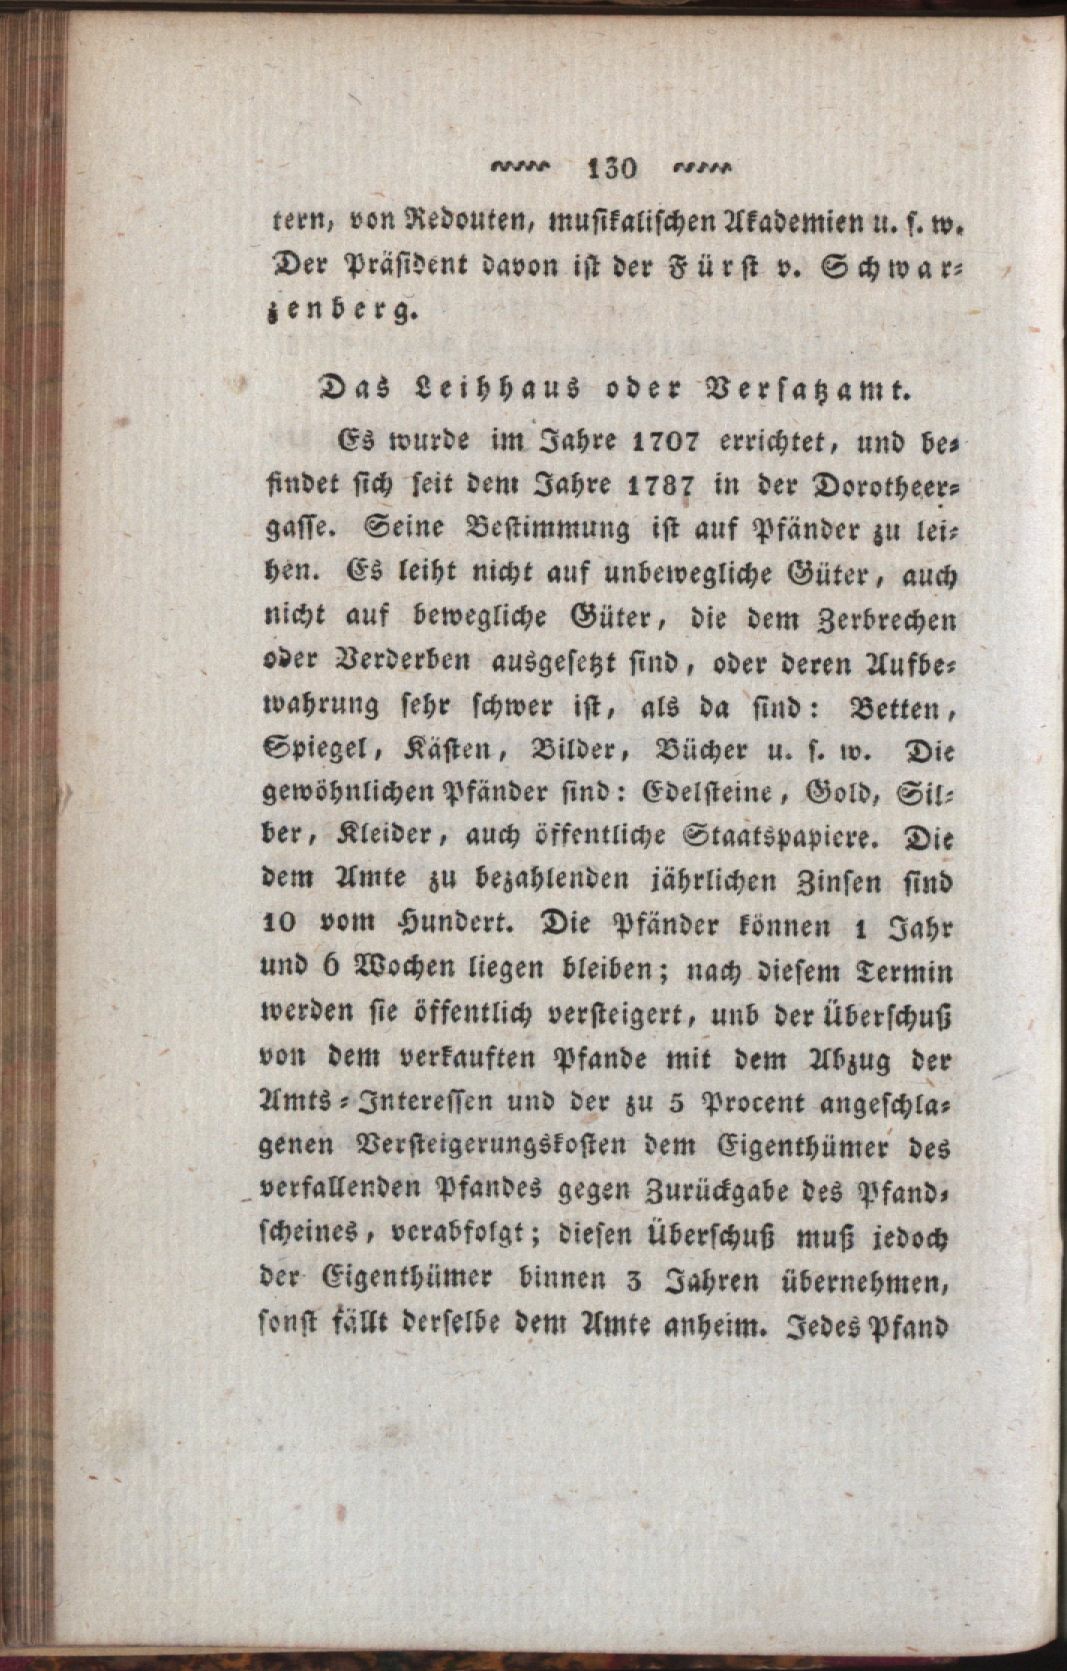 130
tern, von Redouten, musikalischen Akademien u. s. w.
Der Präsident davon ist der Fürst v. Schwar-
zenberg.
Das Leihhaus oder Versatzamt.
Es wurde im Jahre 1707 errichtet, und be-
findet sich seit dem Jahre 1787 in der Dorotheer-
gasse. Seine Bestimmung ist auf Pfänder zu lei-
hen. Es leiht nicht auf unbewegliche Güter, auch
nicht auf bewegliche Güter, die dem Zerbrechen
oder Verderben ausgesetzt sind, oder deren Aufbe-
wahrung sehr schwer ist, als da sind: Betten,
Spiegel, Kästen, Bilder, Bücher u. s. w. Die
gewöhnlichen Pfänder sind: Edelsteine, Gold, Sil-
ber, Kleider, auch öffentliche Staatspapiere. Die
dem Amte zu bezahlenden jährlichen Zinsen sind
10 vom Hundert. Die Pfänder können 1 Jahr
und 6 Wochen liegen bleiben; nach diesem Termin
werden sie öffentlich versteigert, unb der Überschuß
von dem verkauften Pfande mit dem Abzug der
Amts-Interessen und der zu 5 Procent angeschla-
genen Versteigerungskosten dem Eigenthümer des
verfallenden Pfandes gegen Zurückgabe des Pfand-
scheines, verabfolgt; diesen Überschuß muß jedoch
der Eigenthümer binnen 3 Jahren übernehmen,
sonst fällt derselbe dem Amte anheim. Jedes Pfand